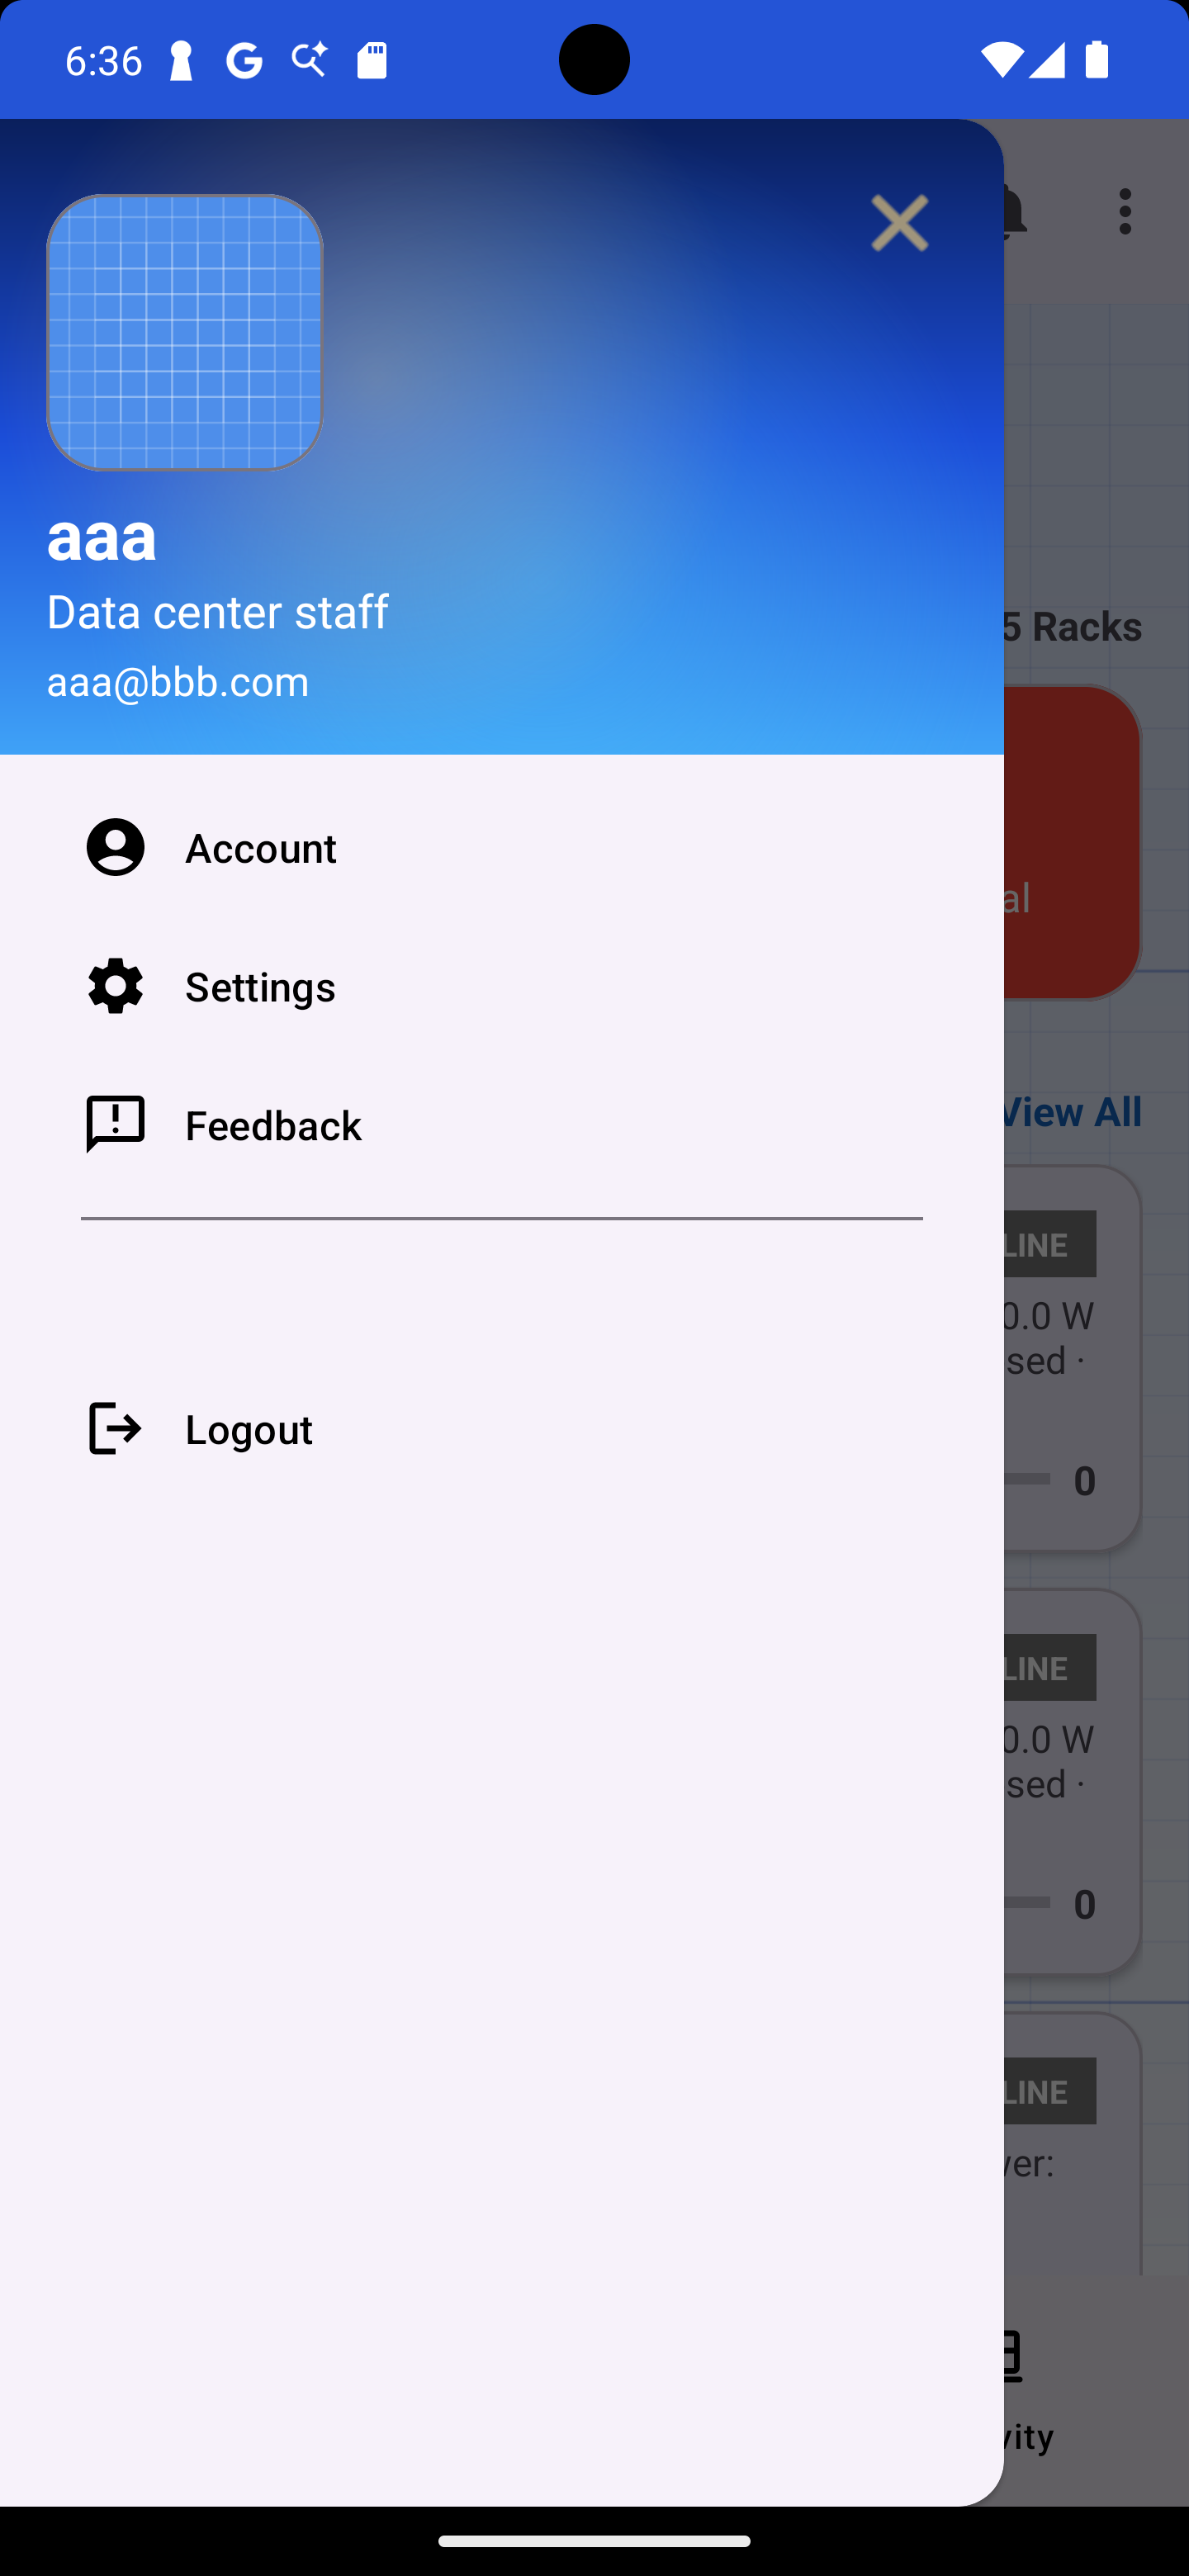 6:36
aaa
Data center staff
aaa@bbb.com
Account
Settings
Feedback
Logout
5 Racks
al
View All
LINE
0.0 W
sed ·
0
LINE
0.0 W
sed ·
0
LINE
wer:
vity